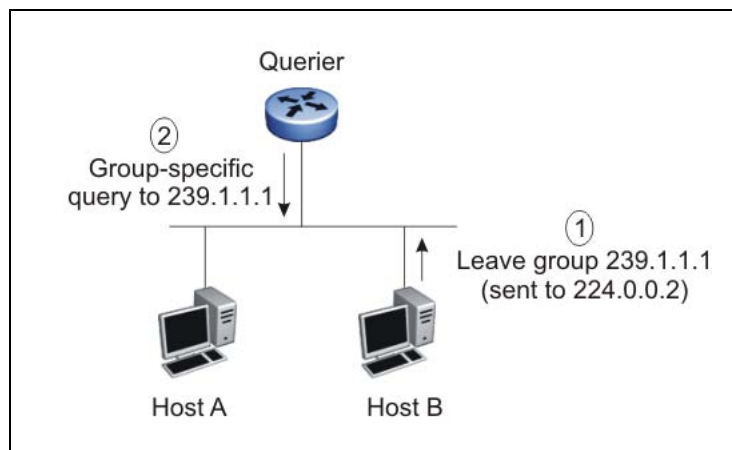 Querier
2
Group-specific
query to 239.1.1.1
1
Leave group 239.1.1.1
(sent to 224.0.0.2)
Host A
Host B